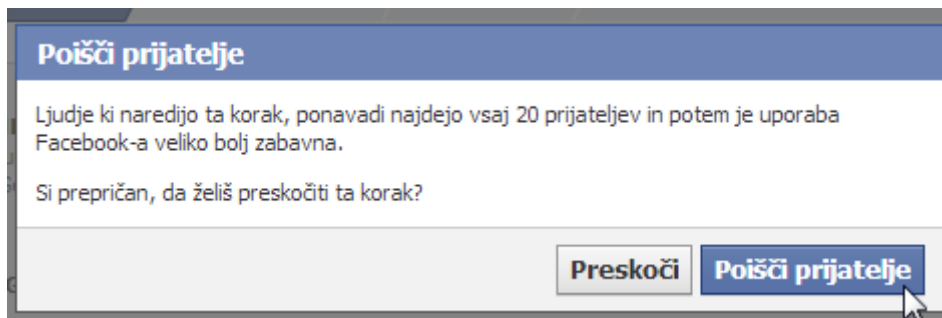 Poišči prijatelje
Ljudje ki naredijo ta korak, ponavadi najdejo vsaj 20 prijateljev in potem je uporaba
Facebook-a veliko bolj zabavna.
Si prepričan, da želiš preskočiti ta korak?
Preskoči Poišči prijatelje